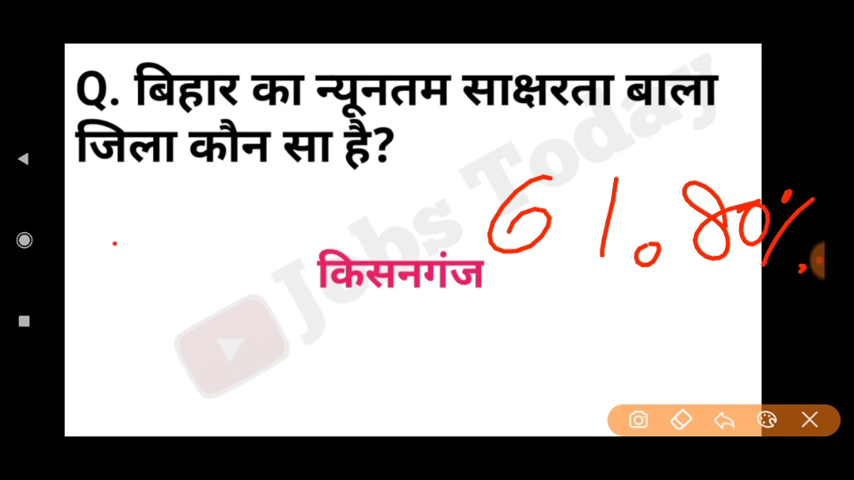 Q. बिहार का न्यूनतम साक्षरता बाला
जिला कौन सा है?
61.80%
किसनगंज
Jobs Today